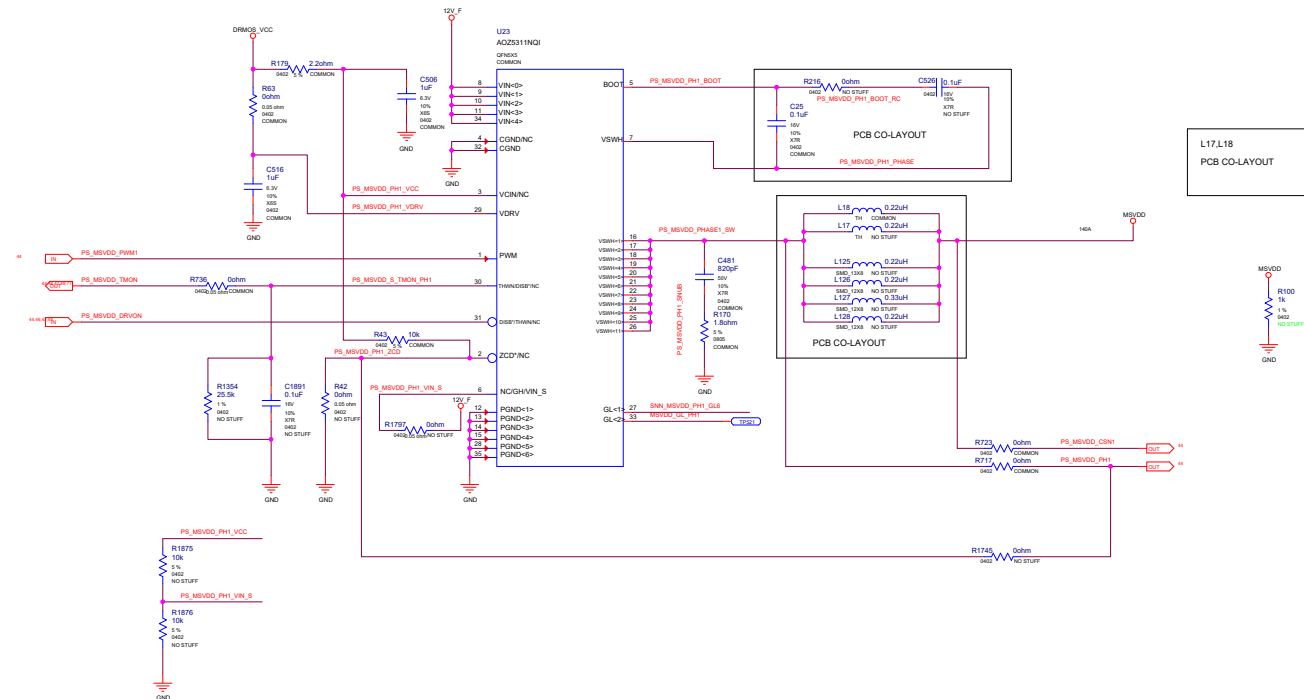 12V_F
DRMOS_VCC
U23
AOZ5311NQI
QFN5X5
COMMON
R179 2.2ohm
0402 5 % COMMON
R63
0ohm
0.05 ohm
0402
COMMON
C506
1uF
6.3V
10%
X6S
0402
COMMON
GND
C516
1uF
6.3V
10%
X6S
0402
COMMON
GND
GND
8 VIN<0>
9 VIN<1>
10 VIN<2>
11 VIN<3>
34 VIN<4>
4 CGND/NC
32 CGND
PS_MSVDD_PH1_VCC 3 VCIN/NC
PS_MSVDD_PH1_VDRV 29 VDRV
44 IN PS_MSVDD_PWM1 1 PWM
OUT PS_MSVDD_TMON
R736 0ohm
0402 0.05 ohm COMMON
PS_MSVDD_S_TMON_PH1 30 THWN/DISB*/NC
IN PS_MSVDD_DRVON 31 DISB*/THWN/NC
R43 10k
0402 5 % COMMON
PS_MSVDD_PH1_ZCD 2 ZCD*/NC
R1354
25.5k
1 %
0402
NO STUFF
C1891
0.1uF
16V
10%
X7R
0402
NO STUFF
GND
R42
0ohm
0.05 ohm
0402
NO STUFF
GND
PS_MSVDD_PH1_VIN_S 6 NC/GH/VIN_S
12V_F
R1797 0ohm
0402 0.05 ohm NO STUFF
12 PGND<1>
13 PGND<2>
14 PGND<3>
15 PGND<4>
28 PGND<5>
35 PGND<6>
GND
BOOT 5 PS_MSVDD_PH1_BOOT
R216 0ohm
0402 NO STUFF
PS_MSVDD_PH1_BOOT_RC
C526 0.1uF
0402 16V
10%
X7R
NO STUFF
C25
0.1uF
16V
10%
X7R
0402
COMMON
PCB CO-LAYOUT
VSWH 7
PS_MSVDD_PH1_PHASE
L17,L18
PCB CO-LAYOUT
VSWH<1> 16 PS_MSVDD_PHASE1_SW
VSWH<2> 17
VSWH<3> 18
VSWH<4> 19
VSWH<5> 20
VSWH<6> 21
VSWH<7> 22
VSWH<8> 23
VSWH<9> 24
VSWH<10> 25
VSWH<11> 26
C481
820pF
50V
10%
X7R
0402
COMMON
PS_MSVDD_PH1_SNUB
R170
1.8ohm
5 %
0805
COMMON
GND
L18 0.22uH
TH COMMON
L17 0.22uH
TH NO STUFF
L125 0.22uH
SMD_13X8 NO STUFF
L126 0.22uH
SMD_12X8 NO STUFF
L127 0.33uH
SMD_12X8 NO STUFF
L128 0.22uH
SMD_12X8 NO STUFF
PCB CO-LAYOUT
MSVDD
140A
MSVDD
R100
1k
1 %
0402
NO STUFF
GND
GL<1> 27 SNN_MSVDD_PH1_GL6
GL<2> 33 MSVDD_GL_PH1
TP521
R723 0ohm PS_MSVDD_CSN1 OUT 44
0402 COMMON
R717 0ohm PS_MSVDD_PH1 OUT 44
0402 COMMON
R1745 0ohm
0402 NO STUFF
PS_MSVDD_PH1_VCC
R1875
10k
5 %
0402
NO STUFF
PS_MSVDD_PH1_VIN_S
R1876
10k
5 %
0402
NO STUFF
GND